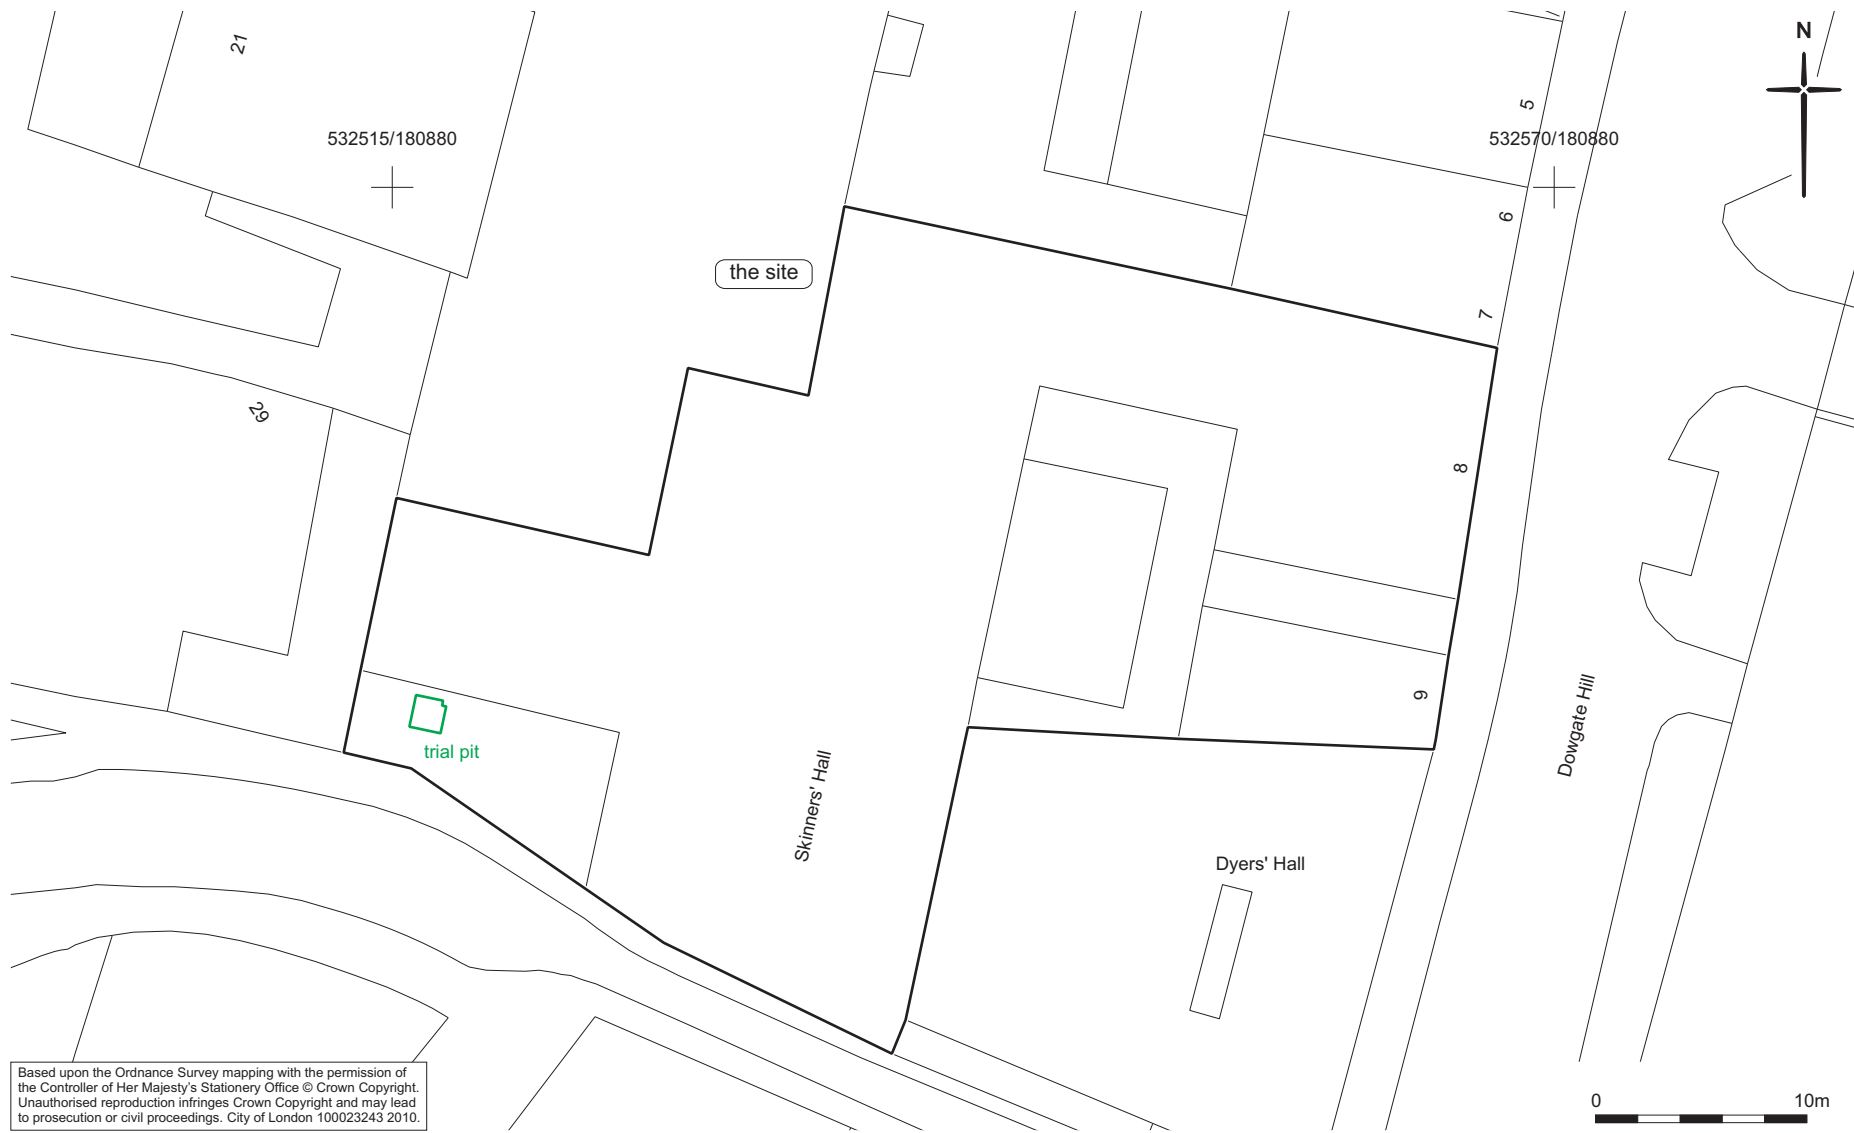 21
N
5
532515/180880
532570/180880
6
the site
7
29
8
9
trial pit
Dowgate Hill
Skinners' Hall
Dyers' Hall
Based upon the Ordnance Survey mapping with the permission of
the Controller of Her Majesty's Stationery Office © Crown Copyright.
Unauthorised reproduction infringes Crown Copyright and may lead
to prosecution or civil proceedings. City of London 100023243 2010.
0 10m